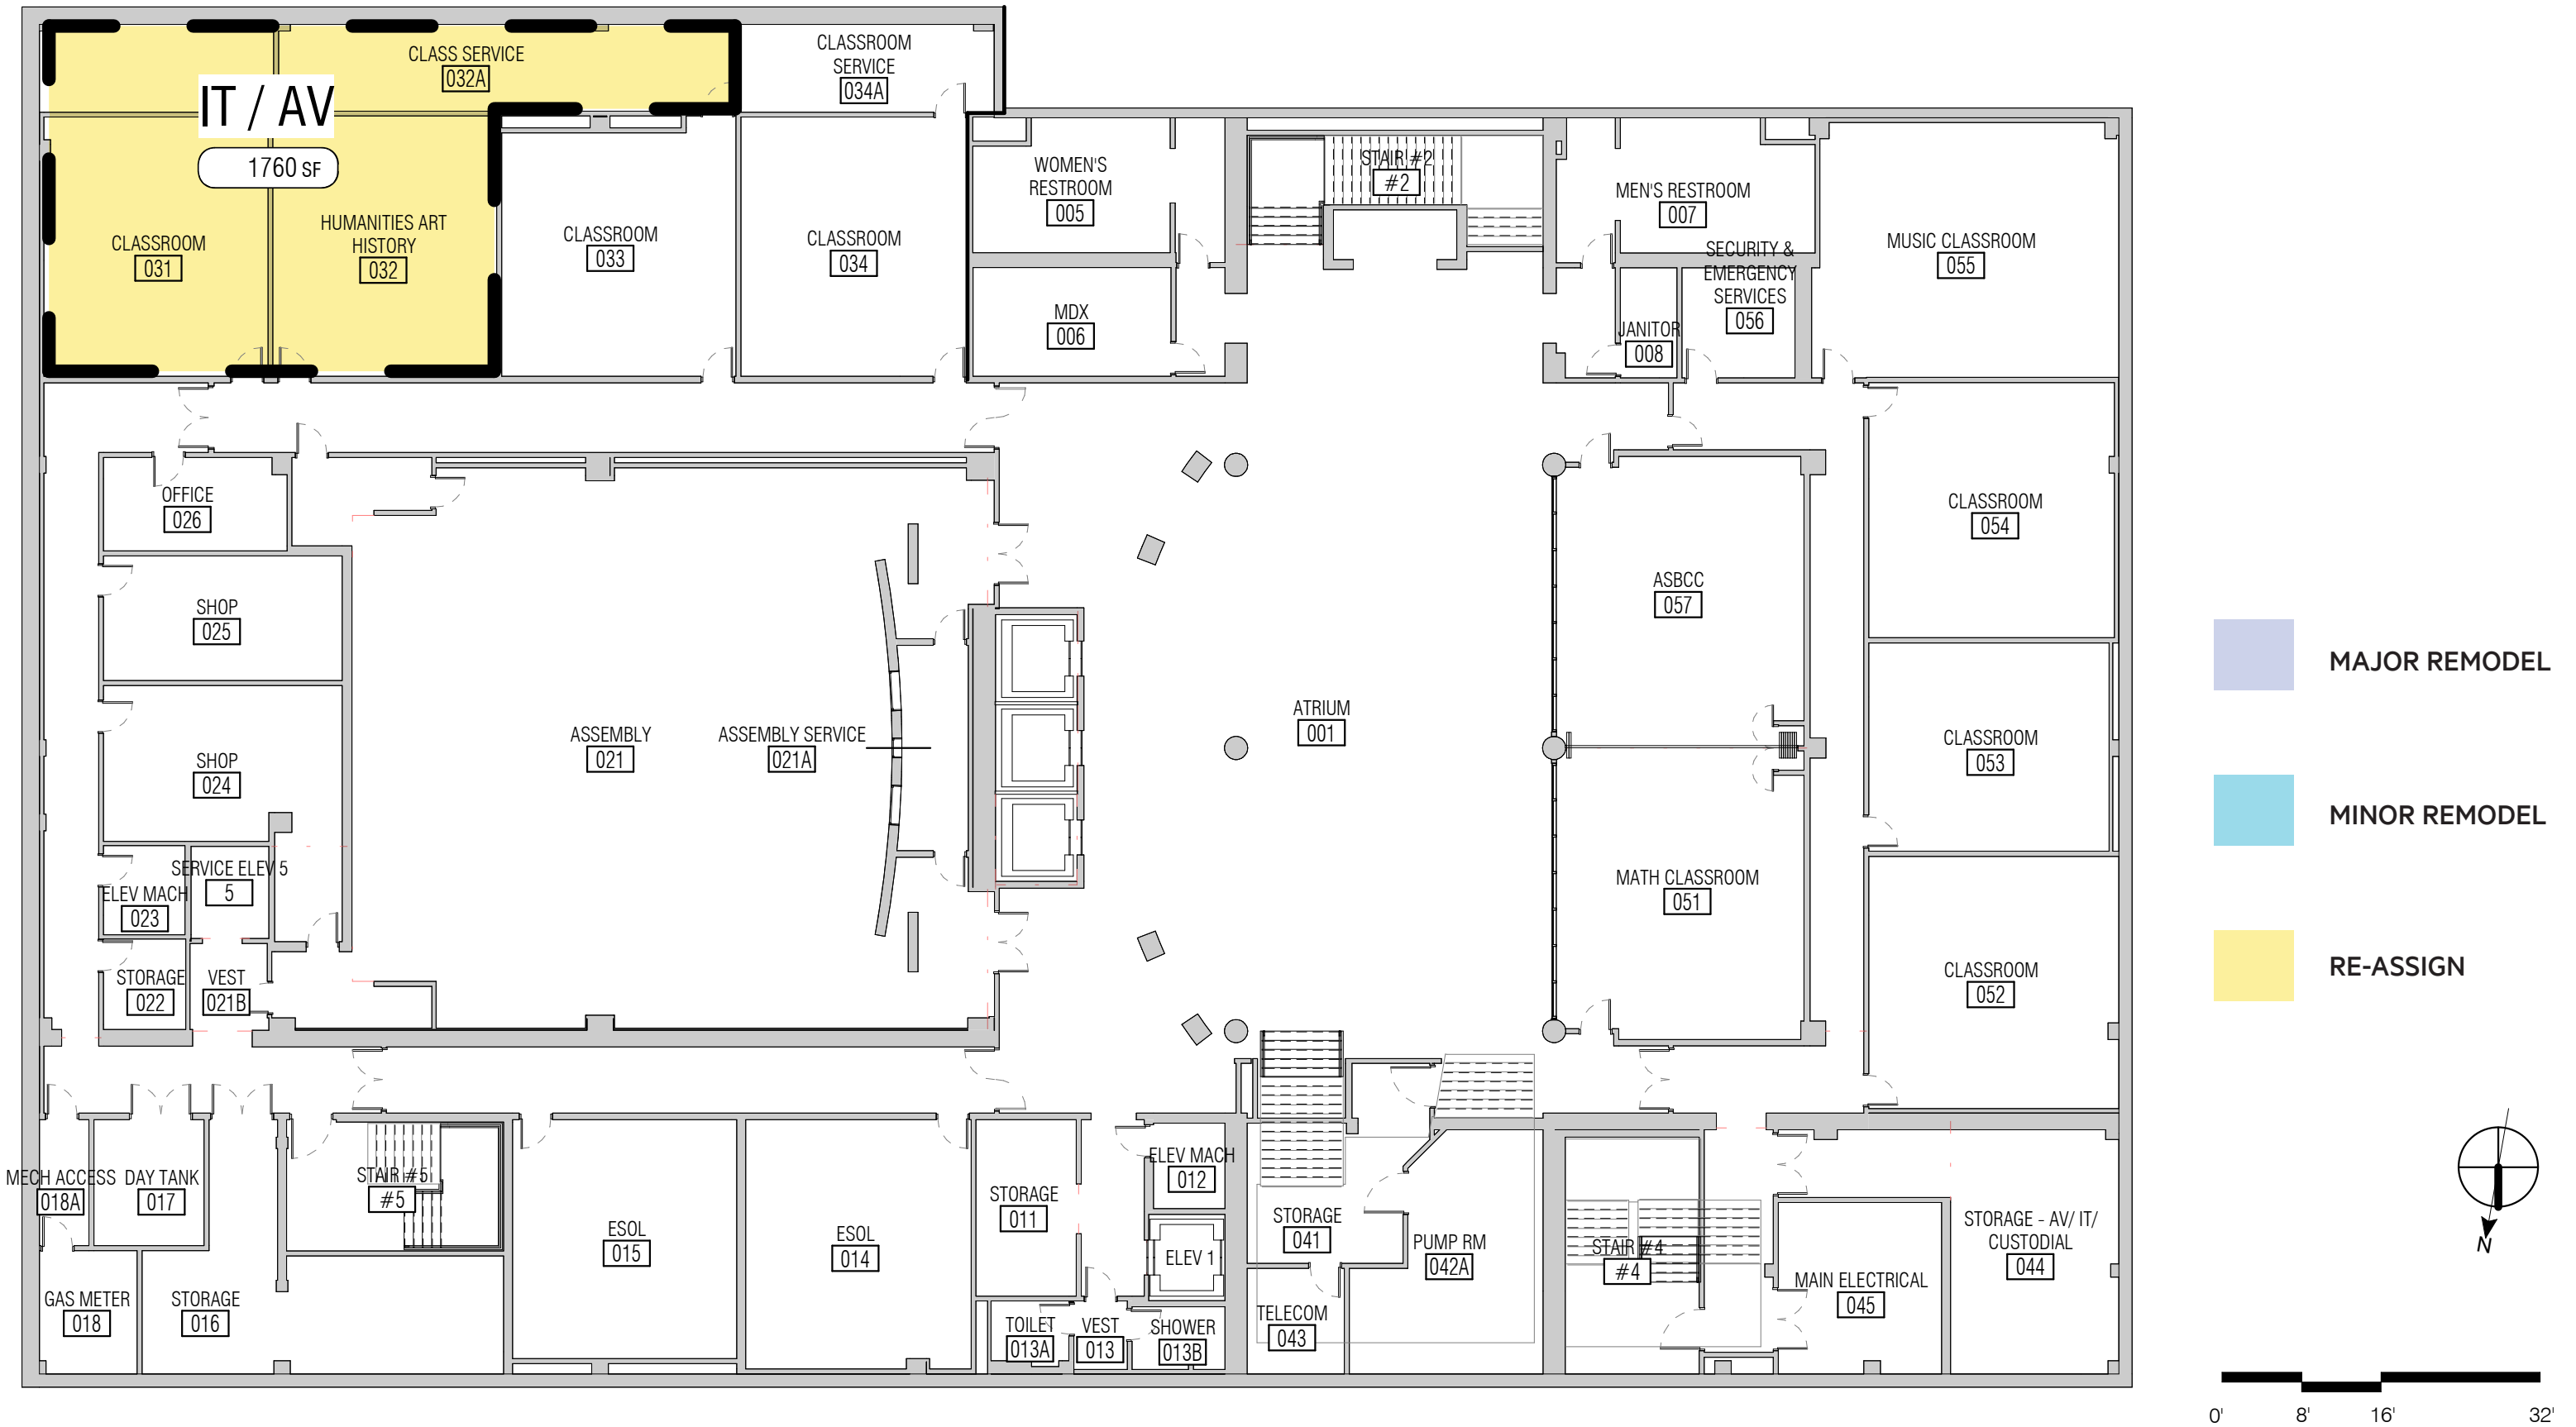 CLASS SERVICE
032A
CLASSROOM
SERVICE
034A
IT / AV
1760 SF
CLASSROOM
031
HUMANITIES ART
HISTORY
032
CLASSROOM
033
CLASSROOM
034
WOMEN'S
RESTROOM
005
MDX
006
STAIR #2
#2
MEN'S RESTROOM
007
SECURITY &
EMERGENCY
SERVICES
056
JANITOR
008
MUSIC CLASSROOM
055
OFFICE
026
SHOP
025
SHOP
024
SERVICE ELEV 5
5
ELEV MACH
023
STORAGE
022
VEST
021B
ASSEMBLY
021
ASSEMBLY SERVICE
021A
ATRIUM
001
ASBCC
057
MATH CLASSROOM
051
CLASSROOM
054
CLASSROOM
053
CLASSROOM
052
MAJOR REMODEL
MINOR REMODEL
RE-ASSIGN
MECH ACCESS
018A
DAY TANK
017
STAIR #5
#5
GAS METER
018
STORAGE
016
ESOL
015
ESOL
014
STORAGE
011
ELEV MACH
012
ELEV 1
TOILET
013A
VEST
013
SHOWER
013B
STORAGE
041
TELECOM
043
PUMP RM
042A
STAIR #4
#4
MAIN ELECTRICAL
045
STORAGE - AV/ IT/
CUSTODIAL
044
N
0' 8' 16' 32'